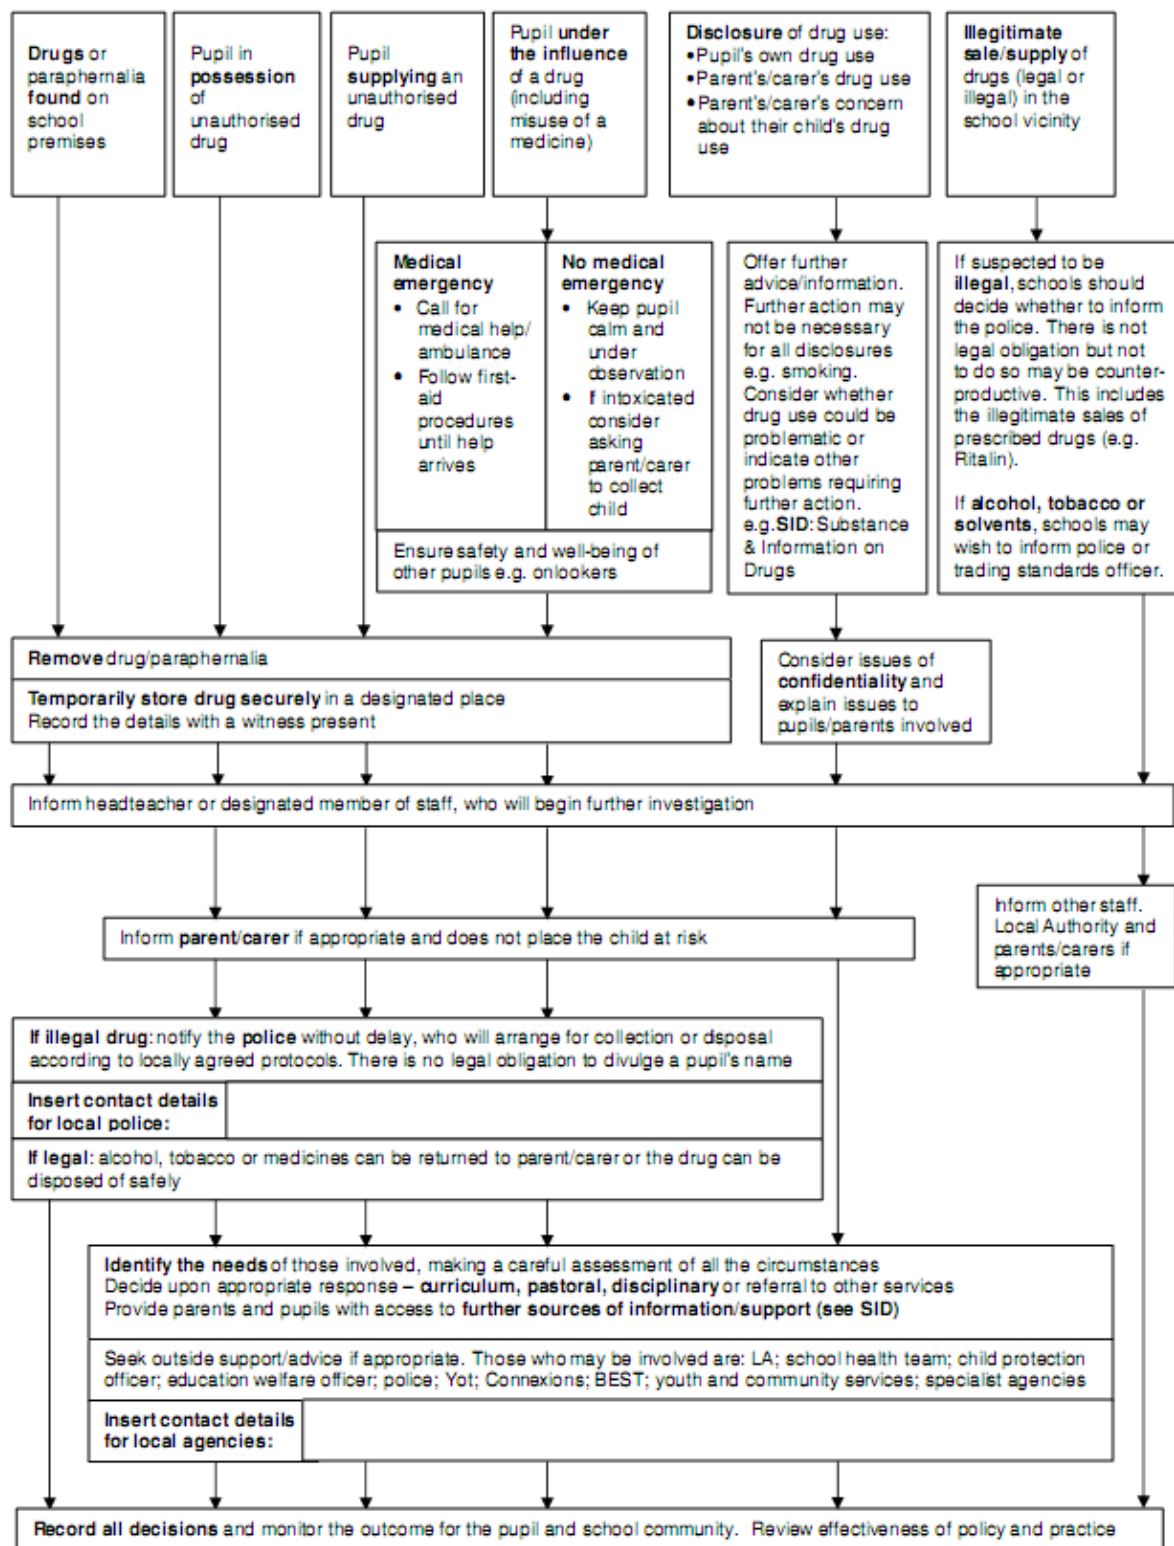 Drugs or
paraphernalia
found on
school
premises
Pupil in
possession
of
unauthorised
drug
Pupil
supplying an
unauthorised
drug
Pupil under
the influence
of a drug
(including
misuse of a
medicine)
Disclosure of drug use:
•Pupil's own drug use
•Parent's/carer's drug use
•Parent's/carer's concern
about their child's drug
use
Illegitimate
sale/supply of
drugs (legal or
illegal) in the
school vicinity
Medical
emergency
• Call for
medical help/
ambulance
• Follow first-
aid
procedures
until help
arrives
No medical
emergency
• Keep pupil
calm and
under
observation
• If intoxicated
consider
asking
parent/carer
to collect
child
Ensure safety and well-being of
other pupils e.g. onlookers
Offer further
advice/information.
Further action may
not be necessary
for all disclosures
e.g. smoking.
Consider whether
drug use could be
problematic or
indicate other
problems requiring
further action.
e.g.SID: Substance
& Information on
Drugs
If suspected to be
illegal, schools should
decide whether to inform
the police. There is not
legal obligation but not
to do so may be counter-
productive. This includes
the illegitimate sales of
prescribed drugs (e.g.
Ritalin).
If alcohol, tobacco or
solvents, schools may
wish to inform police or
trading standards officer.
Remove drug/paraphernalia
Temporarily store drug securely in a designated place
Record the details with a witness present
Consider issues of
confidentiality and
explain issues to
pupils/parents involved
Inform headteacher or designated member of staff, who will begin further investigation
Inform other staff.
Local Authority and
parents/carers if
appropriate
Inform parent/carer if appropriate and does not place the child at risk
If illegal drug: notify the police without delay, who will arrange for collection or disposal
according to locally agreed protocols. There is no legal obligation to divulge a pupil's name
Insert contact details
for local police:
If legal: alcohol, tobacco or medicines can be returned to parent/carer or the drug can be
disposed of safely
Identify the needs of those involved, making a careful assessment of all the circumstances
Decide upon appropriate response – curriculum, pastoral, disciplinary or referral to other services
Provide parents and pupils with access to further sources of information/support (see SID)
Seek outside support/advice if appropriate. Those who may be involved are: LA; school health team; child protection
officer; education welfare officer; police; Yot; Connexions; BEST; youth and community services; specialist agencies
Insert contact details
for local agencies:
Record all decisions and monitor the outcome for the pupil and school community. Review effectiveness of policy and practice